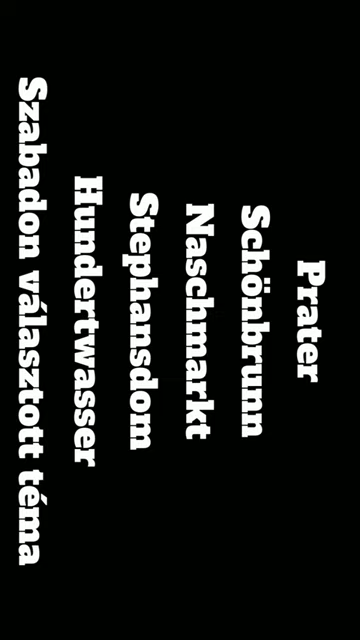 Prater
Schönbrunn
Naschmarkt
Stephansdom
Hundertwasser
Szabadon választott téma